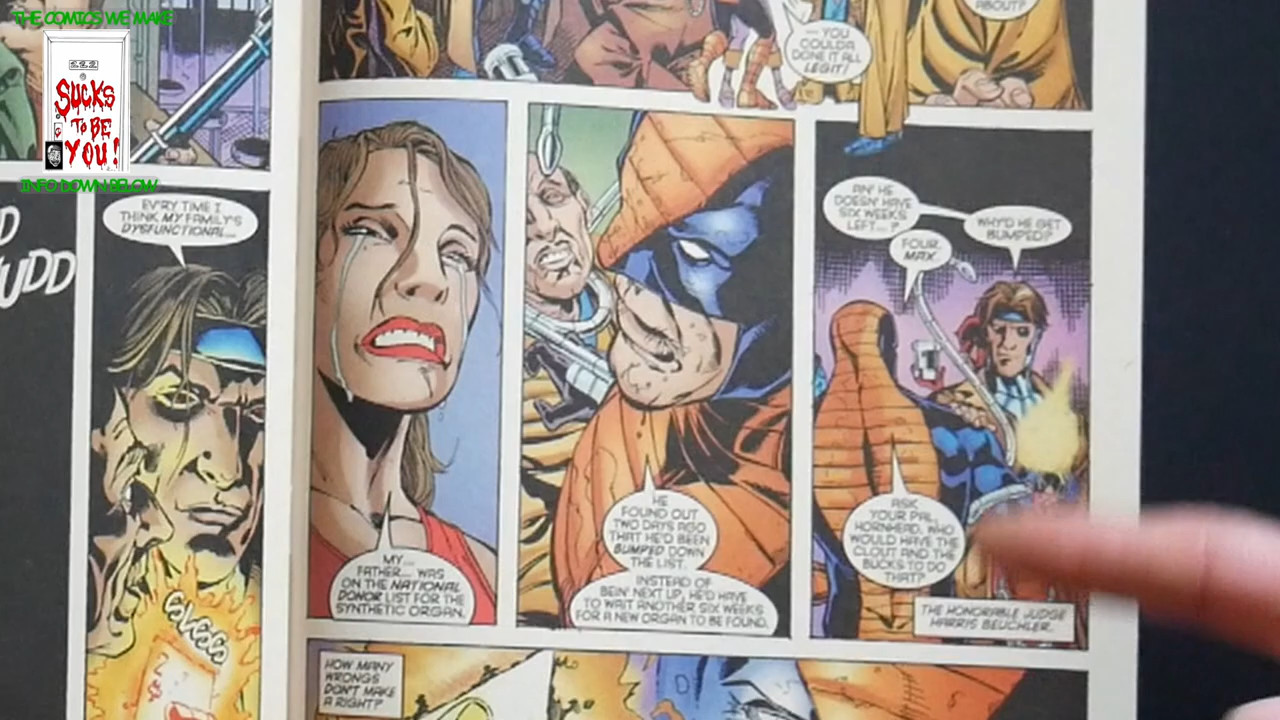 THE COMICS WE MAKE
SUCKS
TO BE
YOU!
INFO DOWN BELOW
UDD
EV'RY TIME I
THINK MY FAMILY'S
DYSFUNCTIONAL...
— YOU
COULDA
DONE IT ALL
LEGIT!
ABOUT?
MY...
FATHER... WAS
ON THE NATIONAL
DONOR LIST FOR THE
SYNTHETIC ORGAN.
HE
FOUND OUT
TWO DAYS AGO
THAT HE'D BEEN
BUMPED DOWN
THE LIST.
INSTEAD OF
BEIN' NEXT UP, HE'D HAVE
TO WAIT ANOTHER SIX WEEKS
FOR A NEW ORGAN TO BE FOUND.
AN' HE
DOESN' HAVE
SIX WEEKS
LEFT...?
FOUR,
MAX.
WHY'D HE GET
BUMPED?
ASK
YOUR PAL,
HORNHEAD. WHO
WOULD HAVE THE
CLOUT AND THE
BUCKS TO DO
THAT?
THE HONORABLE JUDGE
HARRIS BEUCHLER.
HOW MANY
WRONGS
DON'T MAKE
A RIGHT?